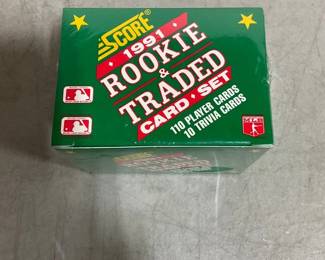 SCORE
1991
ROOKIE
&
TRADED
CARD • SET
110 PLAYER CARDS
10 TRIVIA CARDS